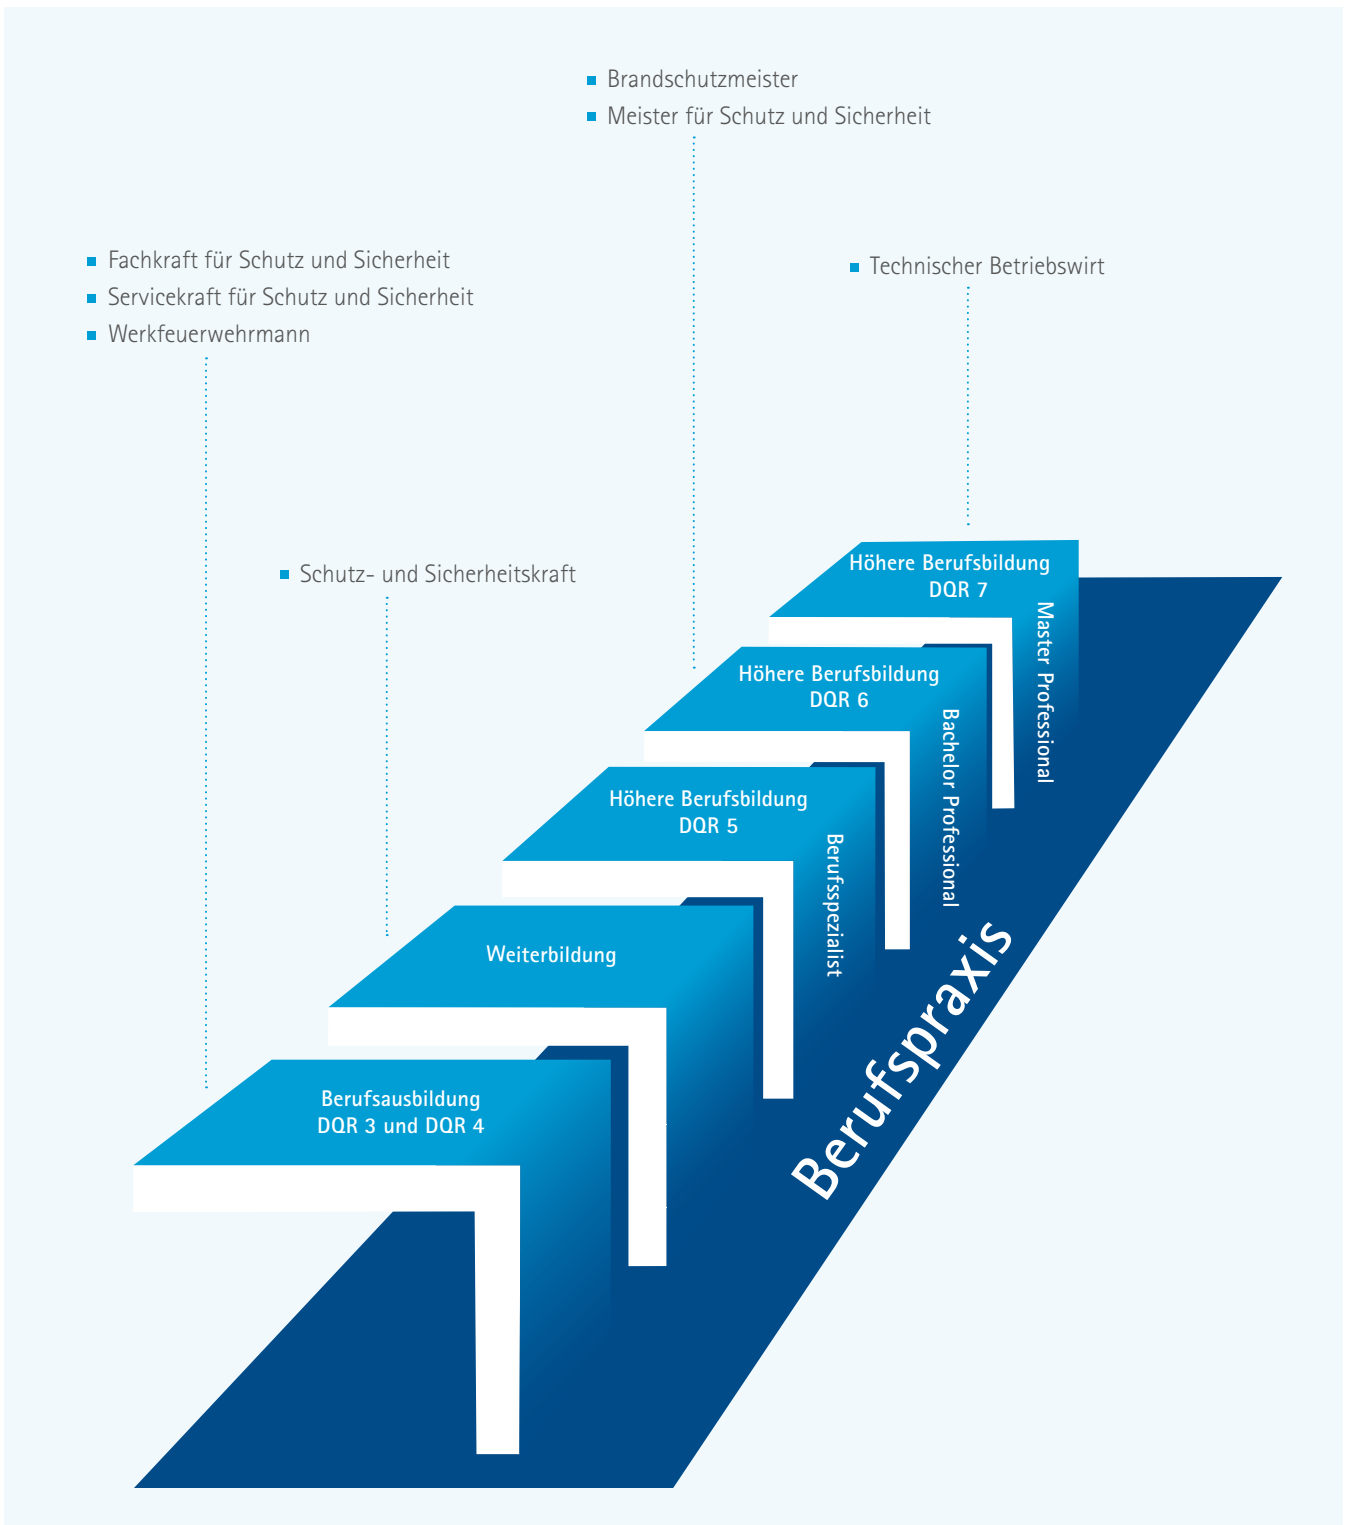 Brandschutzmeister
Meister für Schutz und Sicherheit
Fachkraft für Schutz und Sicherheit
Servicekraft für Schutz und Sicherheit
Werkfeuerwehrmann
Technischer Betriebswirt
Schutz- und Sicherheitskraft
Höhere Berufsbildung
DQR 7
Master Professional
Höhere Berufsbildung
DQR 6
Bachelor Professional
Höhere Berufsbildung
DQR 5
Berufsspezialist
Weiterbildung
Berufsausbildung
DQR 3 und DQR 4
Berufspraxis